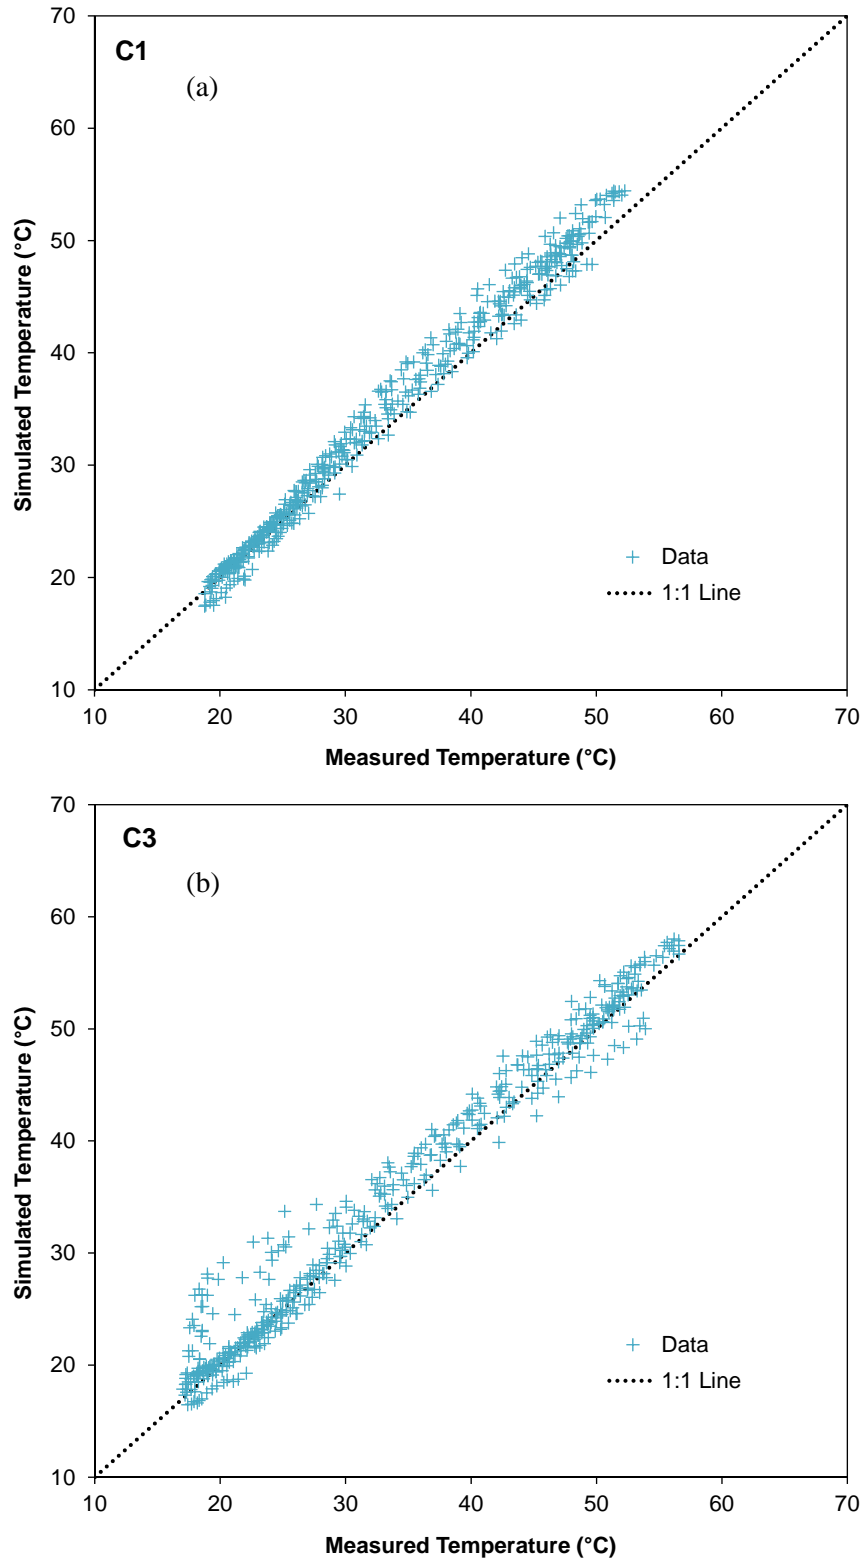 70
C1
(a)
60
50
40
30
20
10
Simulated Temperature (°C)
Data
1:1 Line
10 20 30 40 50 60 70
Measured Temperature (°C)
70
C3
(b)
60
50
40
30
20
10
Simulated Temperature (°C)
Data
1:1 Line
10 20 30 40 50 60 70
Measured Temperature (°C)